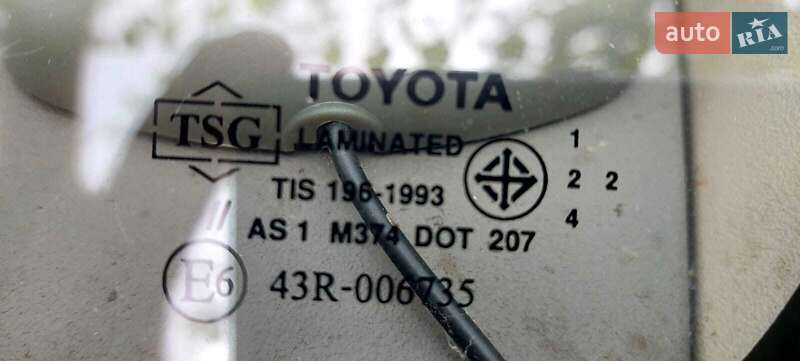 auto RIA.com
TOYOTA
TSG LAMINATED
TIS 196-1993
1
2 2
4
AS 1 M374 DOT 207
E6 43R-006735